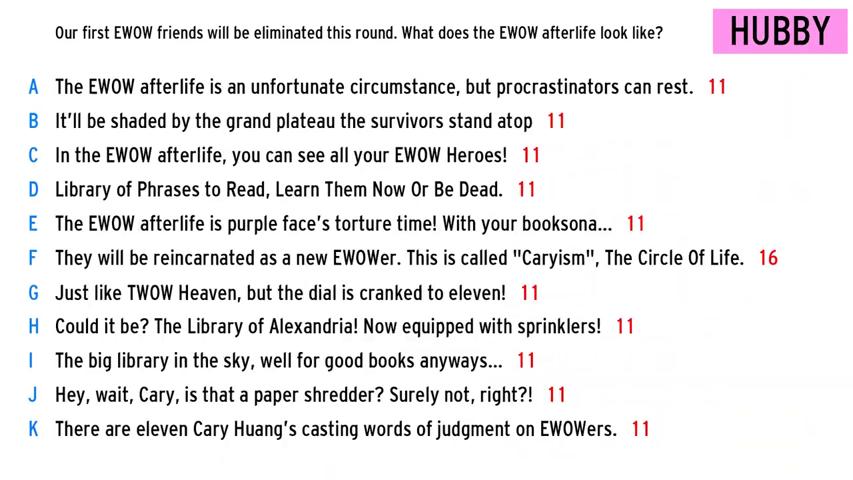 Our first EWOW friends will be eliminated this round. What does the EWOW afterlife look like?
HUBBY
A The EWOW afterlife is an unfortunate circumstance, but procrastinators can rest. 11
B It'll be shaded by the grand plateau the survivors stand atop 11
C In the EWOW afterlife, you can see all your EWOW Heroes! 11
D Library of Phrases to Read, Learn Them Now Or Be Dead. 11
E The EWOW afterlife is purple face's torture time! With your booksona... 11
F They will be reincarnated as a new EWOWer. This is called "Caryism", The Circle Of Life. 16
G Just like TWOW Heaven, but the dial is cranked to eleven! 11
H Could it be? The Library of Alexandria! Now equipped with sprinklers! 11
I The big library in the sky, well for good books anyways... 11
J Hey, wait, Cary, is that a paper shredder? Surely not, right?! 11
K There are eleven Cary Huang's casting words of judgment on EWOWers. 11